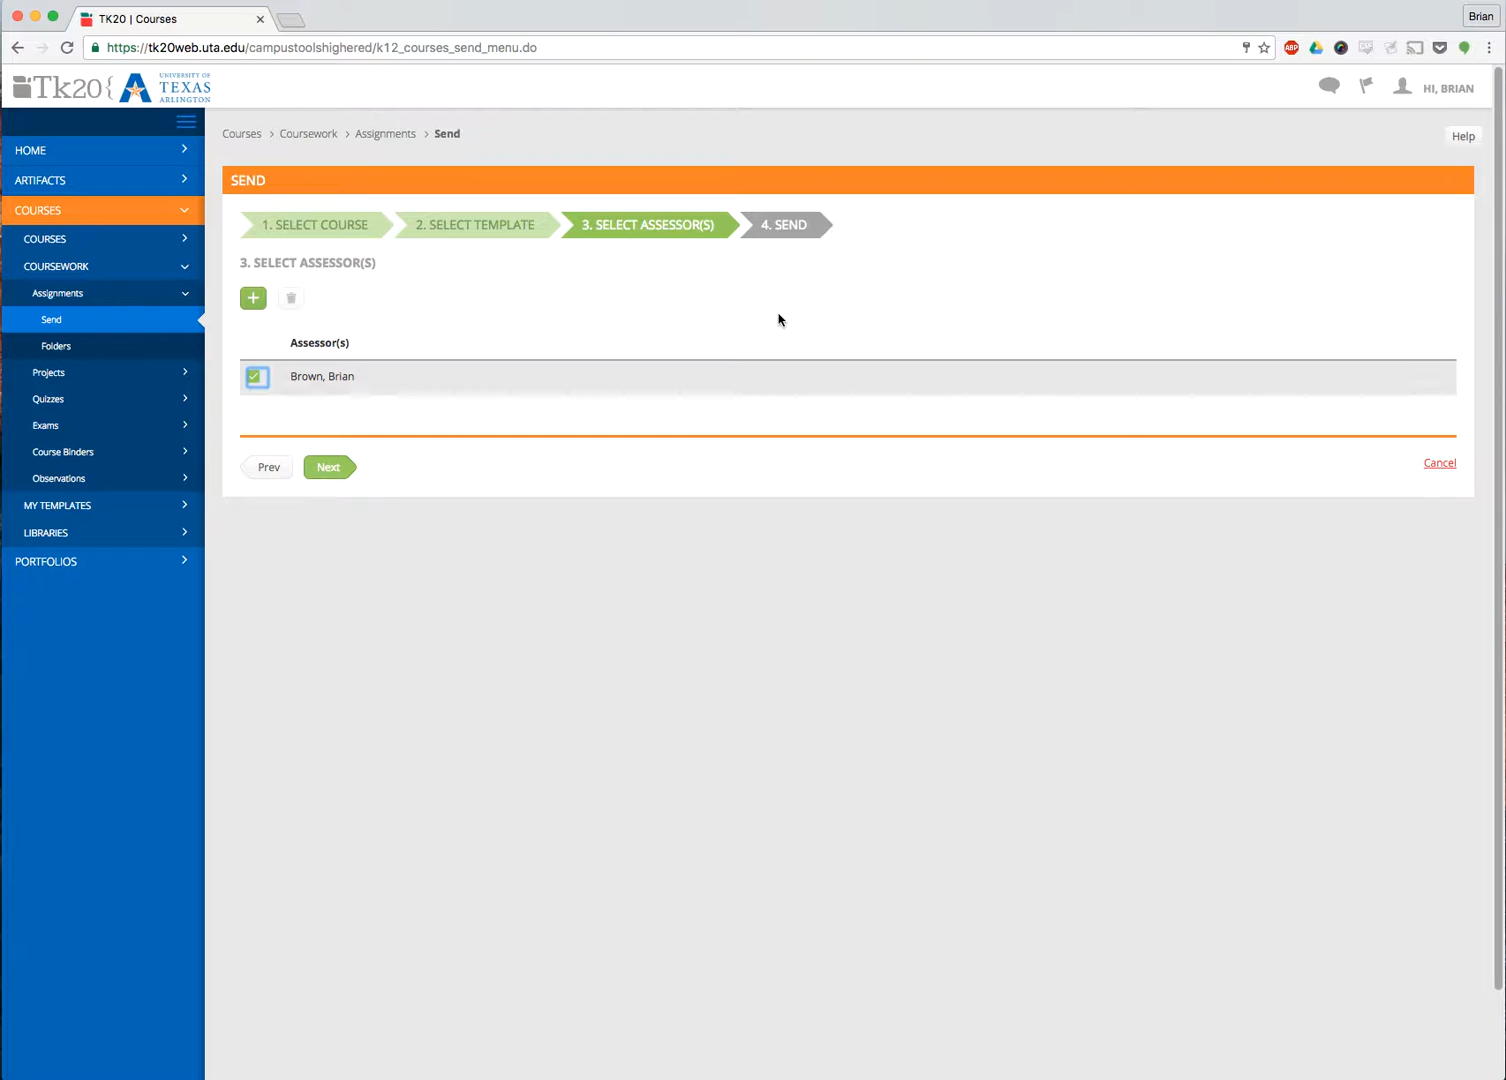 TK20 | Courses
Brian
https://tk20web.uta.edu/campustoolshighered/k12_courses_send_menu.do
ABP
Tk20{
UNIVERSITY OF
TEXAS
ARLINGTON
HI, BRIAN
HOME
ARTIFACTS
COURSES
COURSES
COURSEWORK
Assignments
Send
Folders
Projects
Quizzes
Exams
Course Binders
Observations
MY TEMPLATES
LIBRARIES
PORTFOLIOS
Courses > Coursework > Assignments > Send
Help
SEND
1. SELECT COURSE
2. SELECT TEMPLATE
3. SELECT ASSESSOR(S)
4. SEND
3. SELECT ASSESSOR(S)
Assessor(s)
Brown, Brian
Prev
Next
Cancel